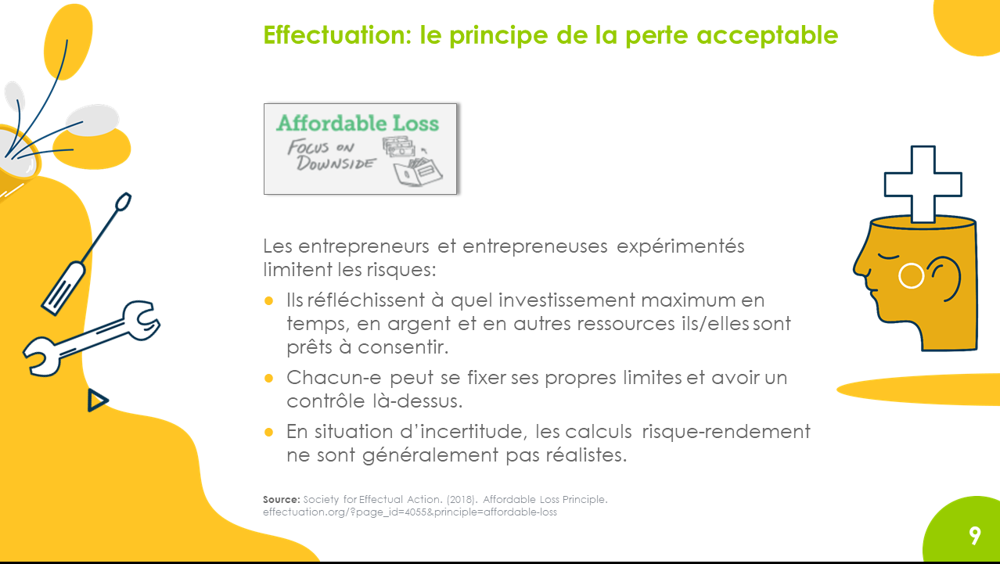 Effectuation: le principe de la perte acceptable
Affordable Loss
FOCUS ON
DOWNSIDE
Les entrepreneurs et entrepreneuses expérimentés
limitent les risques:
● Ils réfléchissent à quel investissement maximum en
temps, en argent et en autres ressources ils/elles sont
prêts à consentir.
● Chacun-e peut se fixer ses propres limites et avoir un
contrôle là-dessus.
● En situation d’incertitude, les calculs risque-rendement
ne sont généralement pas réalistes.
Source: Society for Effectual Action. (2018). Affordable Loss Principle.
effectuation.org/?page_id=4055&principle=affordable-loss
9